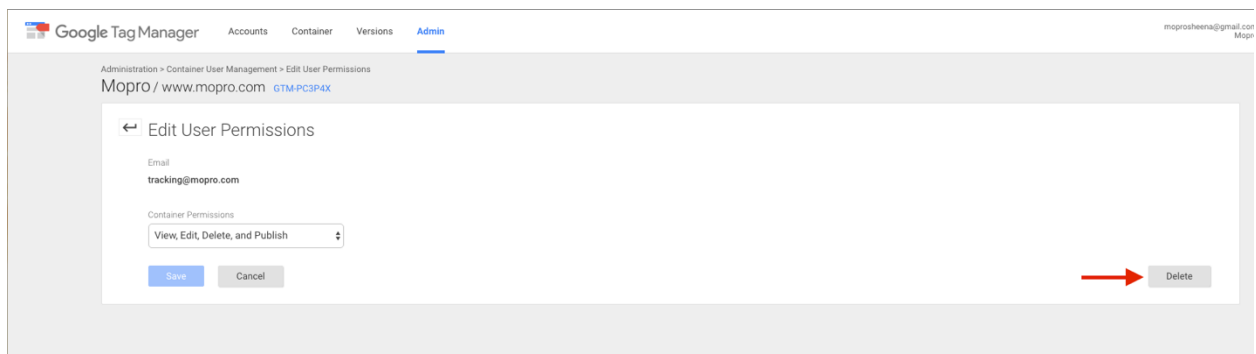 Google Tag Manager Accounts Container Versions Admin
moprosheena@gmail.com
Mopro
Administration > Container User Management > Edit User Permissions
Mopro / www.mopro.com GTM-PC3P4X
Edit User Permissions
Email
tracking@mopro.com
Container Permissions
View, Edit, Delete, and Publish
Save Cancel Delete